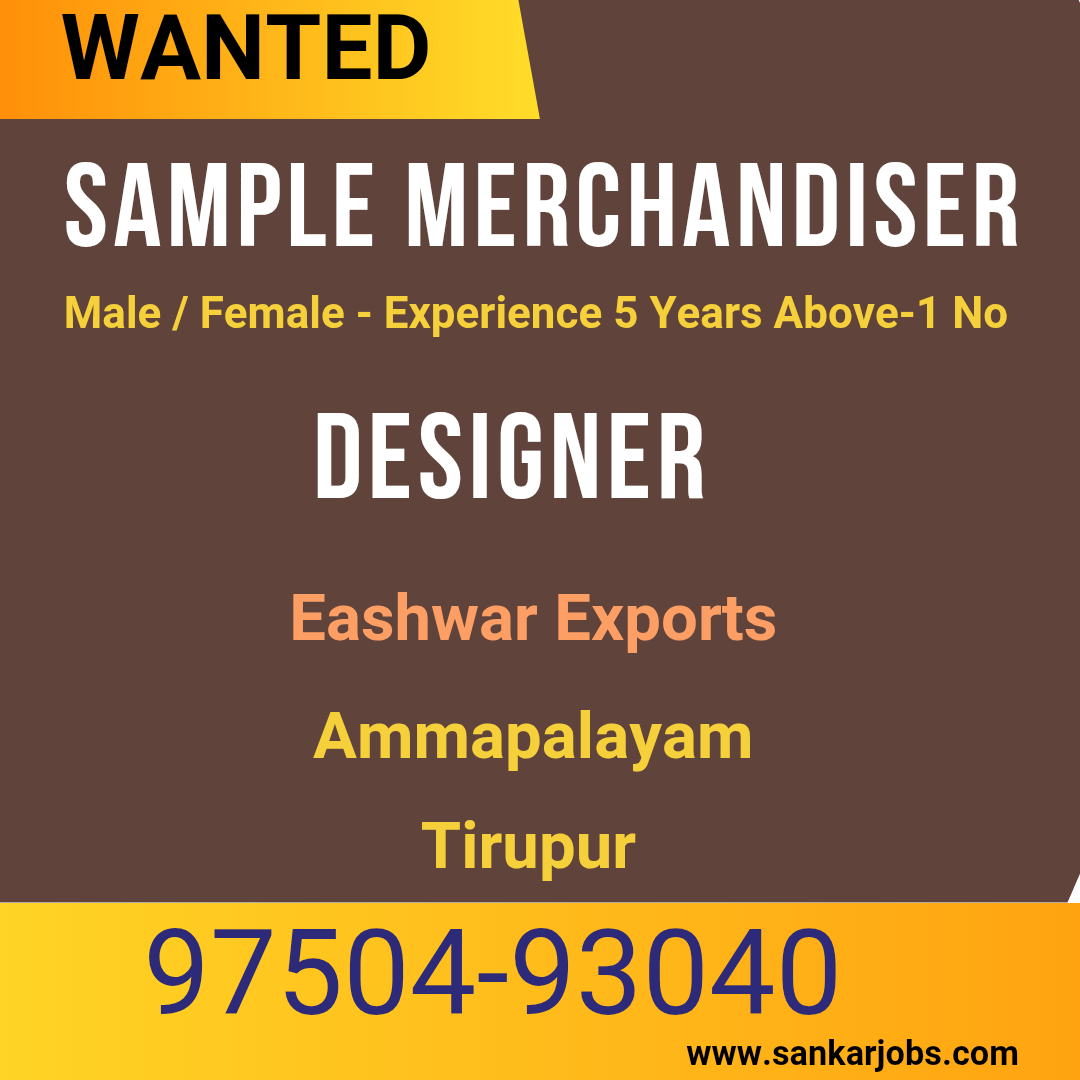 WANTED
SAMPLE MERCHANDISER
Male / Female - Experience 5 Years Above-1 No
DESIGNER
Eashwar Exports
Ammapalayam
Tirupur
97504-93040
www.sankarjobs.com